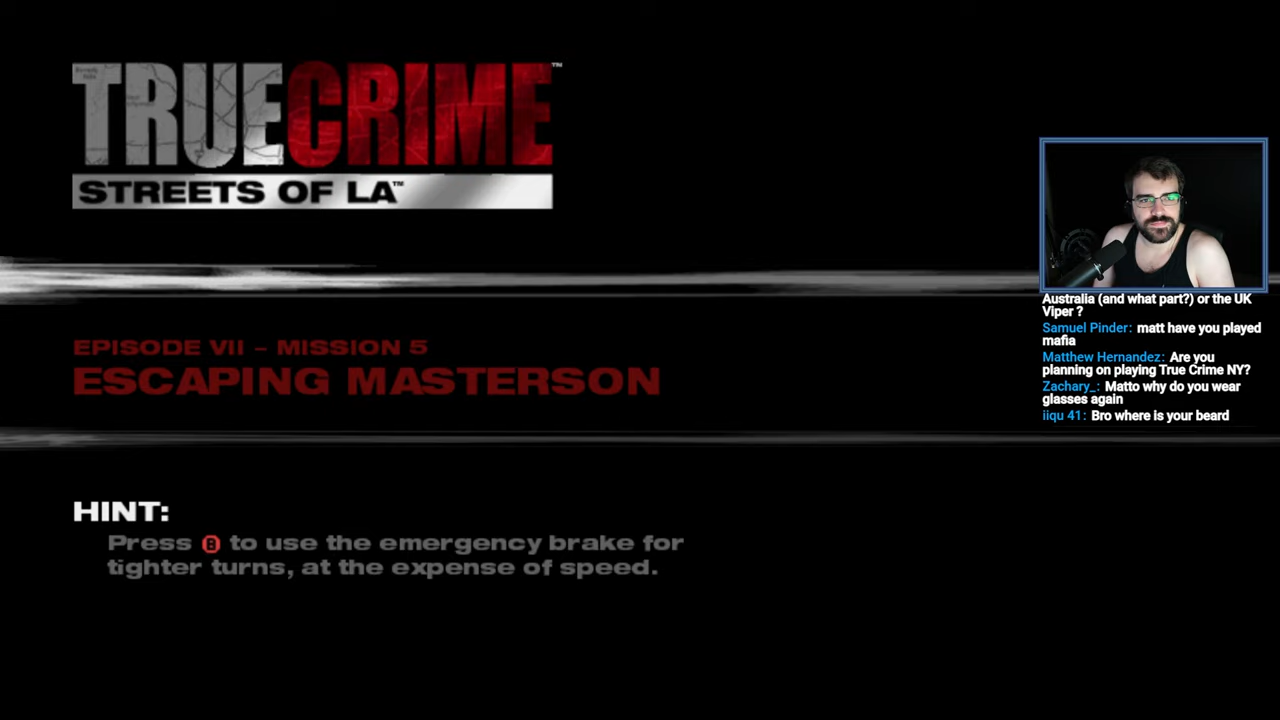 TRUECRIME™
STREETS OF LA™
EPISODE VII – MISSION 5
ESCAPING MASTERSON
HINT:
Press B to use the emergency brake for
tighter turns, at the expense of speed.
Australia (and what part?) or the UK
Viper ?
Samuel Pinder: matt have you played
mafia
Matthew Hernandez: Are you
planning on playing True Crime NY?
Zachary_: Matto why do you wear
glasses again
iiqu 41: Bro where is your beard